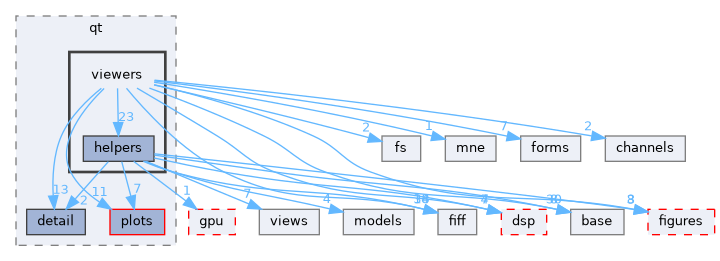 qt
viewers
23
2
1
7
2
helpers
fs
mne
forms
channels
13
2
11
7
1
7
4
detail
plots
gpu
views
models
fiff
dsp
base
figures